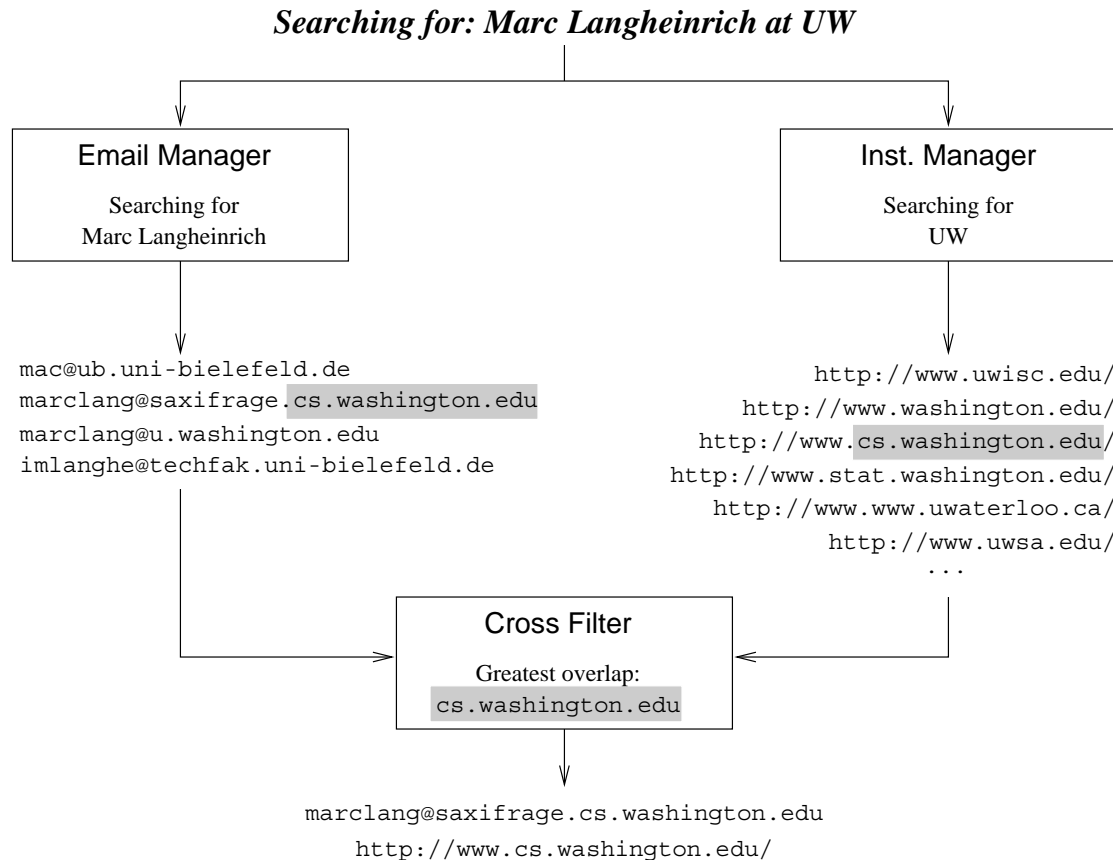 Searching for: Marc Langheinrich at UW
Email Manager
Searching for
Marc Langheinrich
Inst. Manager
Searching for
UW
mac@ub.uni-bielefeld.de
marclang@saxifrage.cs.washington.edu
marclang@u.washington.edu
imlanghe@techfak.uni-bielefeld.de
http://www.uwisc.edu/
http://www.washington.edu/
http://www.cs.washington.edu/
http://www.stat.washington.edu/
http://www.www.uwaterloo.ca/
http://www.uwsa.edu/
...
Cross Filter
Greatest overlap:
cs.washington.edu
marclang@saxifrage.cs.washington.edu
http://www.cs.washington.edu/